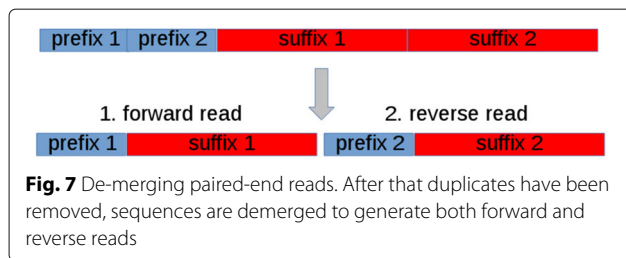 prefix 1 prefix 2 suffix 1 suffix 2
1. forward read 2. reverse read
prefix 1 suffix 1 prefix 2 suffix 2
Fig. 7 De-merging paired-end reads. After that duplicates have been
removed, sequences are demerged to generate both forward and
reverse reads